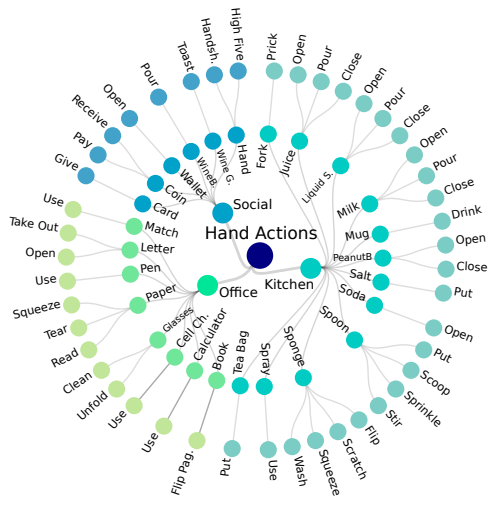 Hand Actions
Social
Kitchen
Office
Hand
Wine G.
WineB.
Wallet
Coin
Card
High Five
Handsh.
Toast
Pour
Open
Receive
Pay
Give
Match
Letter
Pen
Paper
Glasses
Cell Ch.
Calculator
Book
Use
Take Out
Open
Use
Squeeze
Tear
Read
Clean
Unfold
Use
Use
Flip Pag.
Fork
Juice
Liquid S.
Milk
Mug
PeanutB.
Salt
Soda
Spoon
Sponge
Spray
Tea Bag
Prick
Open
Pour
Close
Open
Pour
Close
Open
Pour
Close
Drink
Open
Close
Put
Open
Put
Scoop
Sprinkle
Stir
Flip
Scratch
Squeeze
Wash
Use
Put